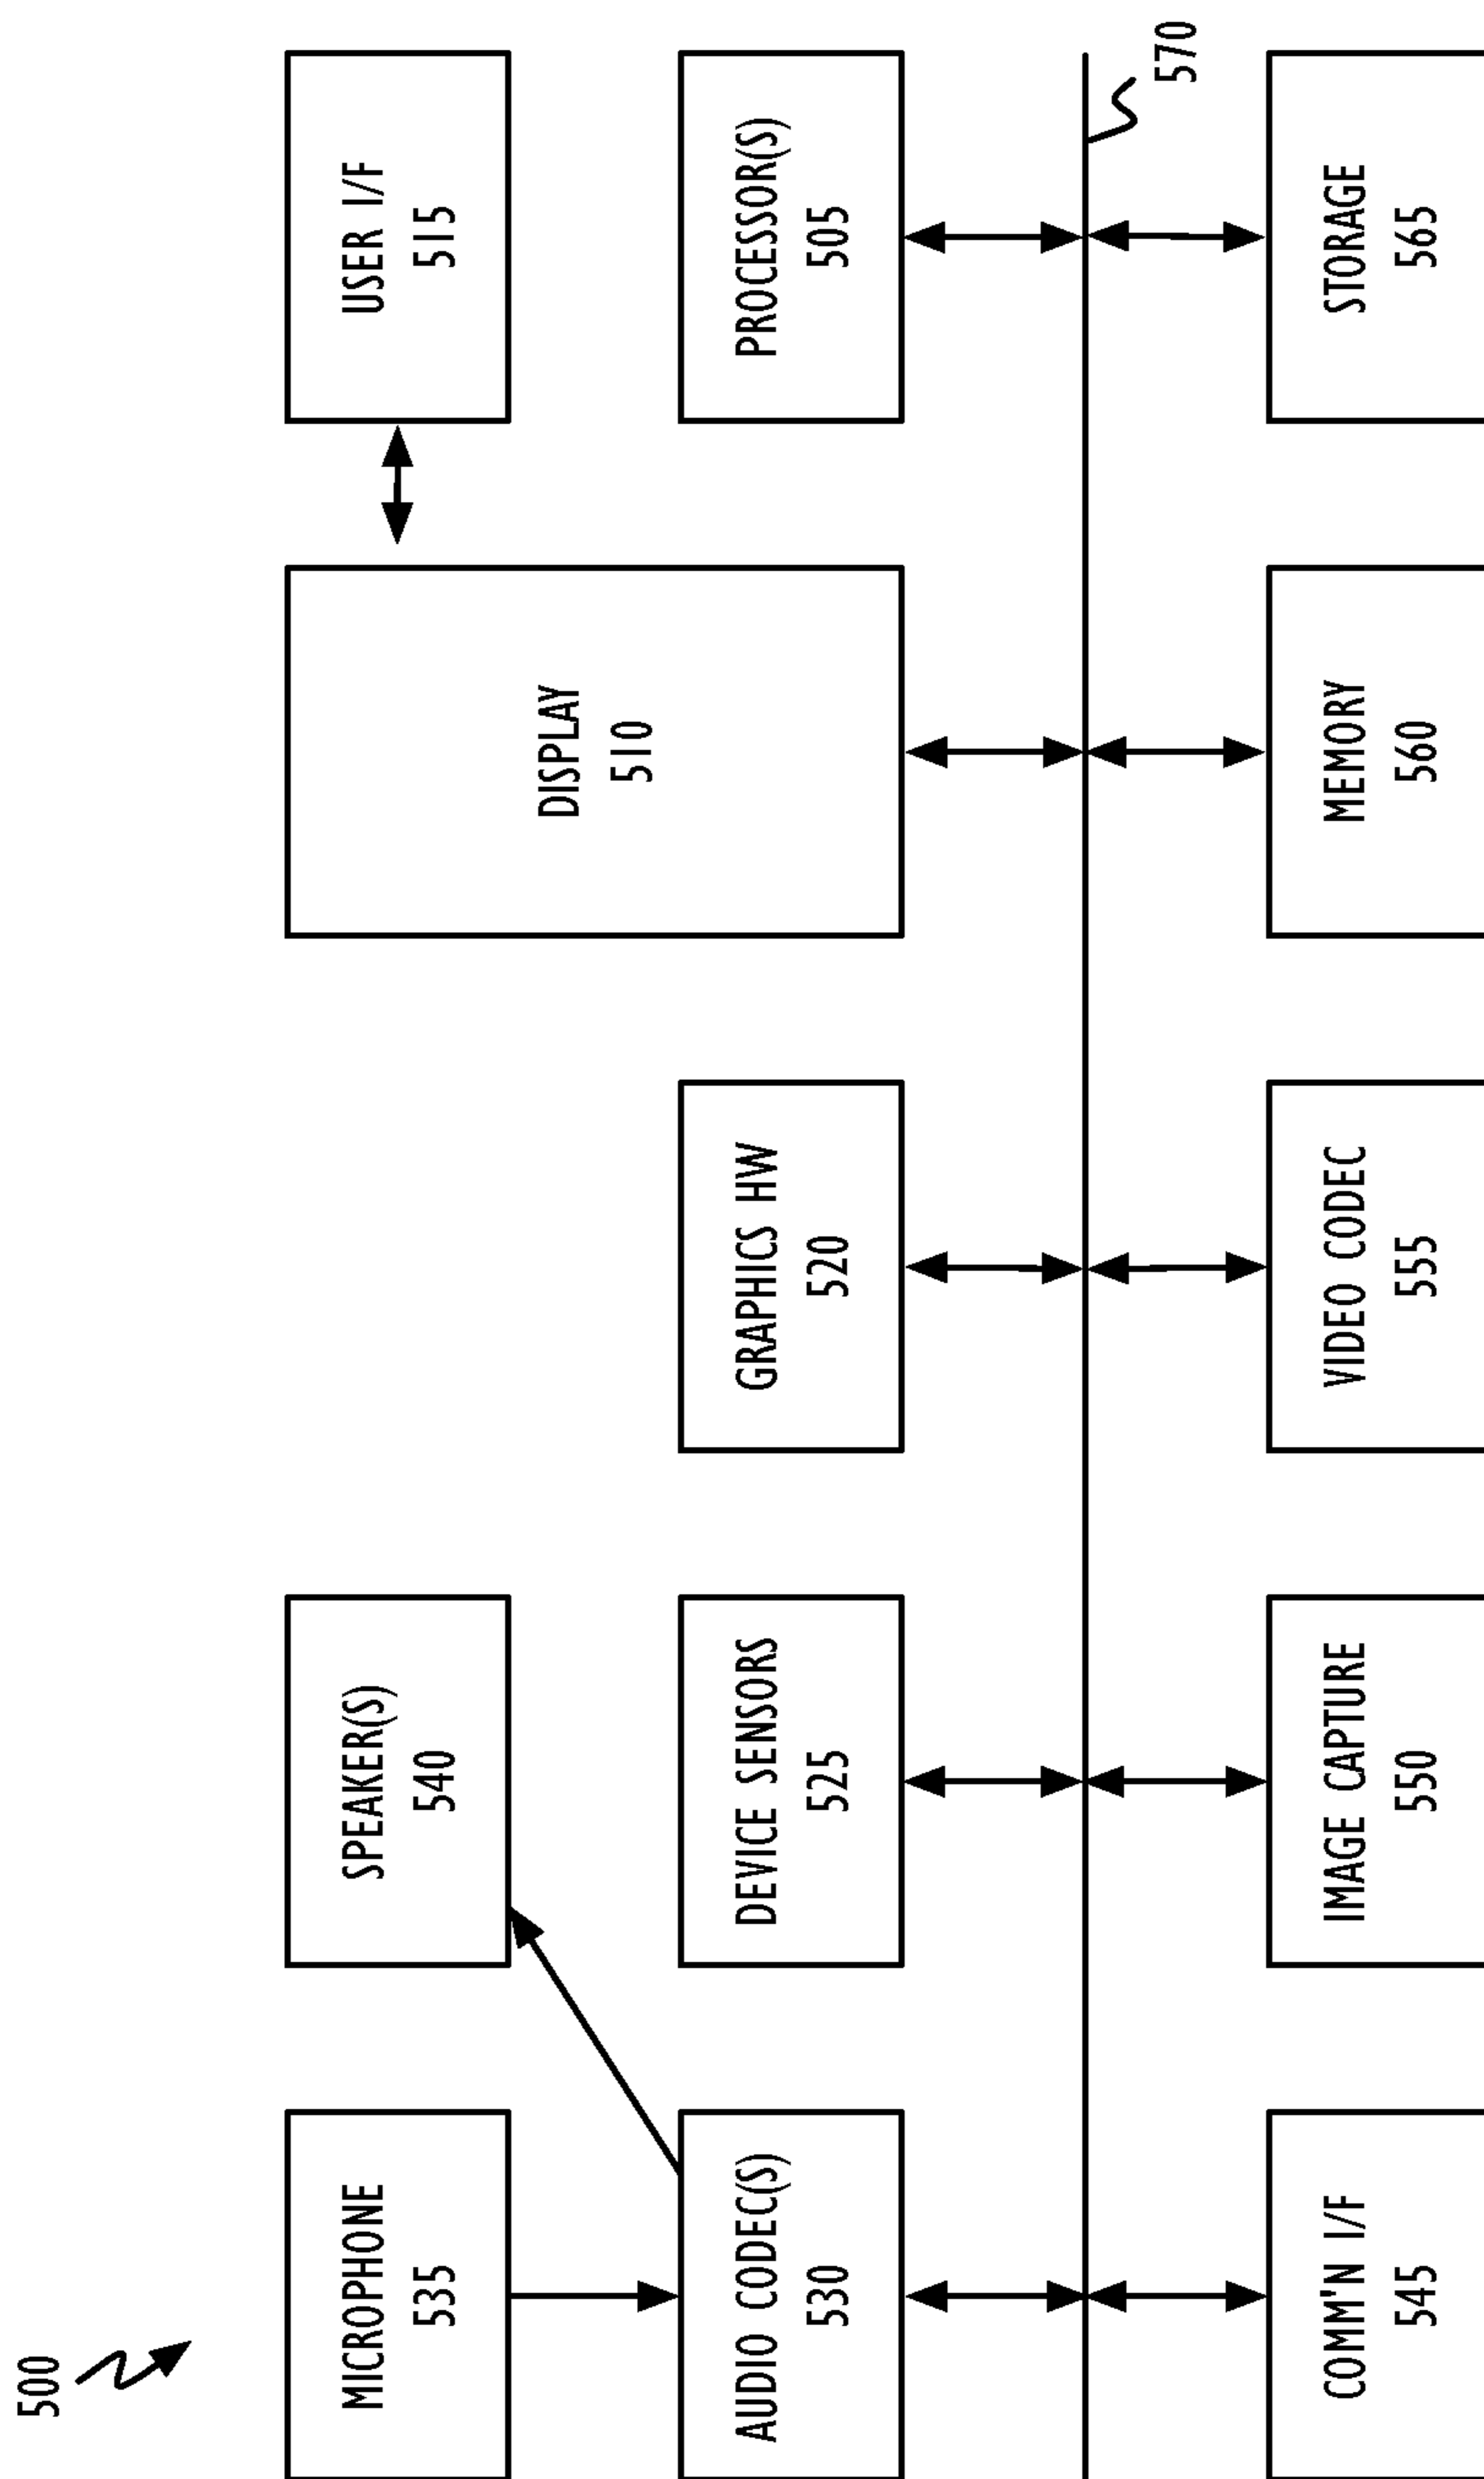 500
MICROPHONE
535
SPEAKER(S)
540
USER I/F
515
DISPLAY
510
AUDIO CODEC(S)
530
DEVICE SENSORS
525
GRAPHICS HW
520
PROCESSOR(S)
505
570
COMM'N I/F
545
IMAGE CAPTURE
550
VIDEO CODEC
555
MEMORY
560
STORAGE
565